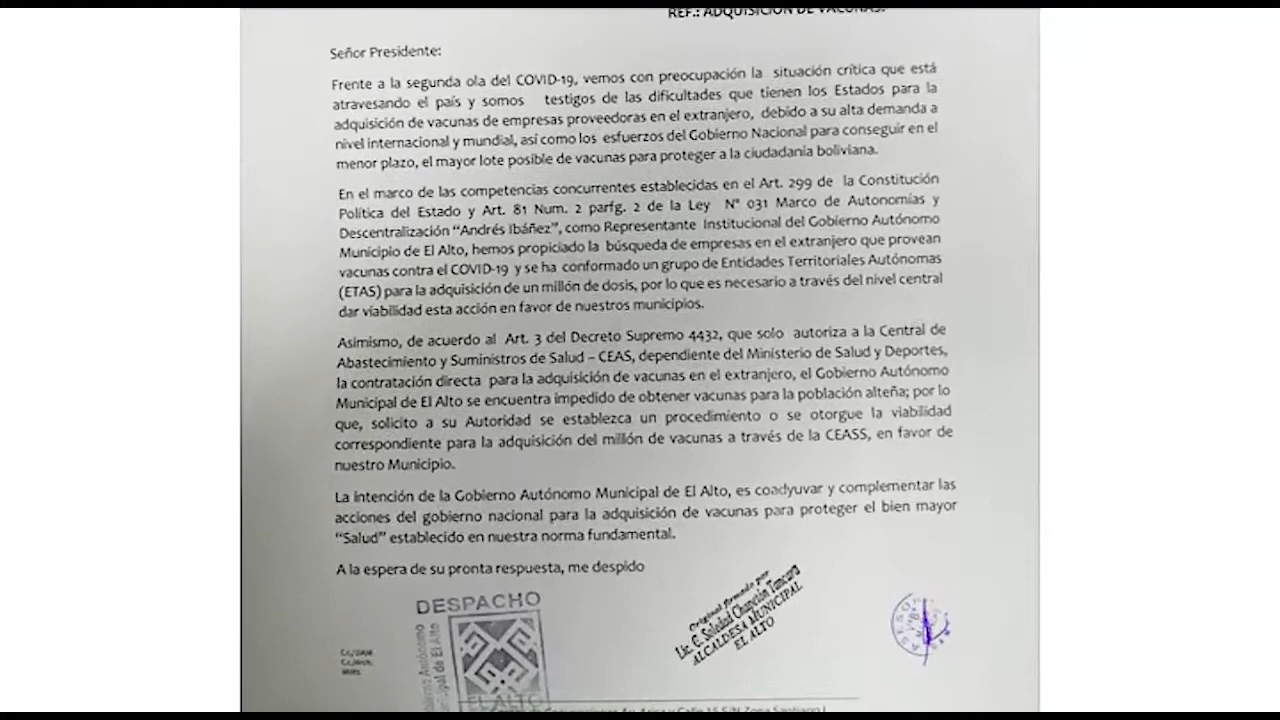 REF.: ADQUISICIÓN DE VACUNAS.
Señor Presidente:
Frente a la segunda ola del COVID-19, vemos con preocupación la situación crítica que está
atravesando el país y somos testigos de las dificultades que tienen los Estados para la
adquisición de vacunas de empresas proveedoras en el extranjero, debido a su alta demanda a
nivel internacional y mundial, así como los esfuerzos del Gobierno Nacional para conseguir en el
menor plazo, el mayor lote posible de vacunas para proteger a la ciudadanía boliviana.
En el marco de las competencias concurrentes establecidas en el Art. 299 de la Constitución
Política del Estado y Art. 81 Num. 2 parfg. 2 de la Ley N° 031 Marco de Autonomías y
Descentralización "Andrés Ibáñez", como Representante Institucional del Gobierno Autónomo
Municipio de El Alto, hemos propiciado la búsqueda de empresas en el extranjero que provean
vacunas contra el COVID-19 y se ha conformado un grupo de Entidades Territoriales Autónomas
(ETAS) para la adquisición de un millón de dosis, por lo que es necesario a través del nivel central
dar viabilidad esta acción en favor de nuestros municipios.
Asimismo, de acuerdo al Art. 3 del Decreto Supremo 4432, que solo autoriza a la Central de
Abastecimiento y Suministros de Salud – CEAS, dependiente del Ministerio de Salud y Deportes,
la contratación directa para la adquisición de vacunas en el extranjero, el Gobierno Autónomo
Municipal de El Alto se encuentra impedido de obtener vacunas para la población alteña; por lo
que, solicito a su Autoridad se establezca un procedimiento o se otorgue la viabilidad
correspondiente para la adquisición del millón de vacunas a través de la CEASS, en favor de
nuestro Municipio.
La intención de la Gobierno Autónomo Municipal de El Alto, es coadyuvar y complementar las
acciones del gobierno nacional para la adquisición de vacunas para proteger el bien mayor
"Salud" establecido en nuestra norma fundamental.
A la espera de su pronta respuesta, me despido
DESPACHO
Autónomo
de El Alto
EL ALTO
Original firmado por
Lic. C. Soledad Chapetón Tancara
ALCALDESA MUNICIPAL
EL ALTO